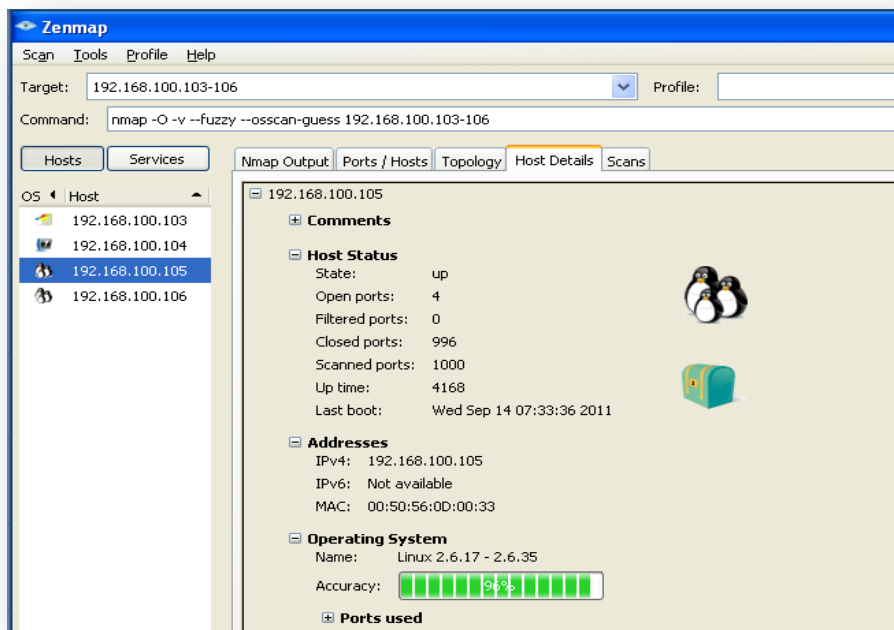 Zenmap
Scan Tools Profile Help
Target: 192.168.100.103-106 Profile:
Command: nmap -O -v --fuzzy --osscan-guess 192.168.100.103-106
Hosts Services
OS Host
192.168.100.103
192.168.100.104
192.168.100.105
192.168.100.106
Nmap Output Ports / Hosts Topology Host Details Scans
192.168.100.105
Comments
Host Status
State: up
Open ports: 4
Filtered ports: 0
Closed ports: 996
Scanned ports: 1000
Up time: 4168
Last boot: Wed Sep 14 07:33:36 2011
Addresses
IPv4: 192.168.100.105
IPv6: Not available
MAC: 00:50:56:0D:00:33
Operating System
Name: Linux 2.6.17 - 2.6.35
Accuracy: 96%
Ports used